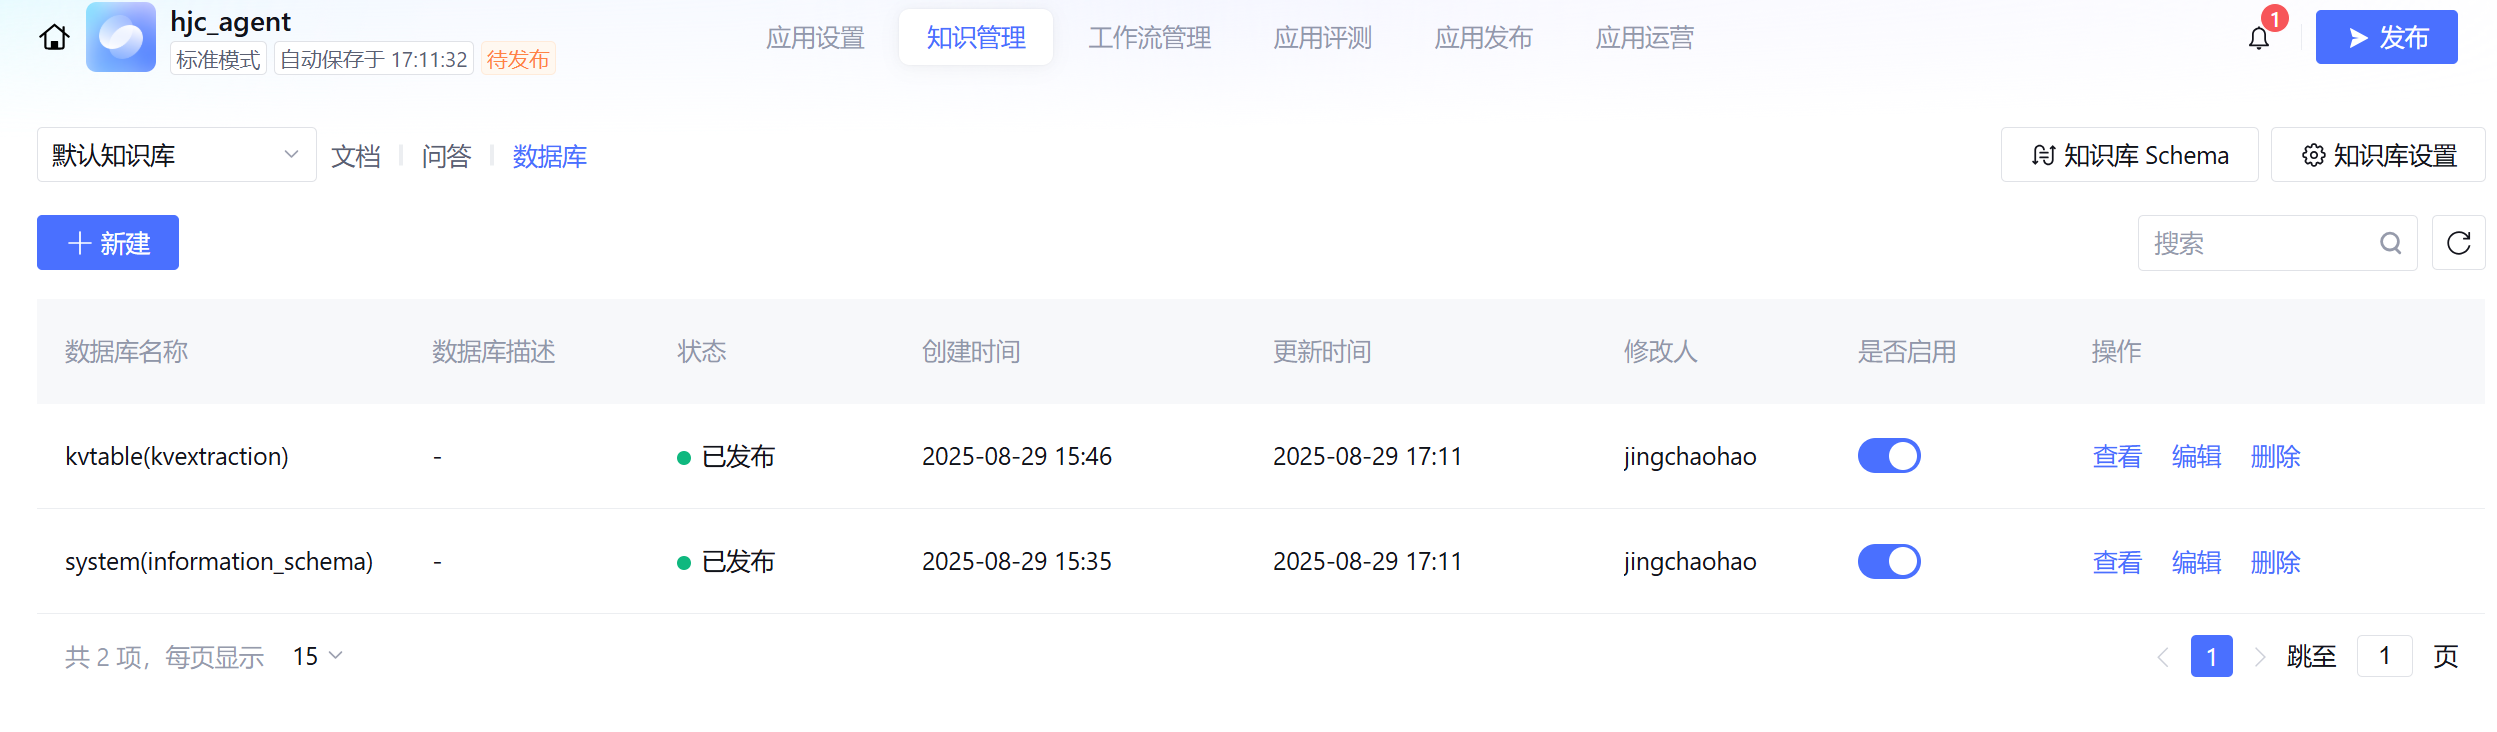 hjc_agent
标准模式 自动保存于 17:11:32 待发布
应用设置 知识管理 工作流管理 应用评测 应用发布 应用运营
1
发布
默认知识库 文档 问答 数据库
知识库 Schema 知识库设置
新建
搜索
数据库名称 数据库描述 状态 创建时间 更新时间 修改人 是否启用 操作
kvtable(kvextraction) - 已发布 2025-08-29 15:46 2025-08-29 17:11 jingchaohao 查看 编辑 删除
system(information_schema) - 已发布 2025-08-29 15:35 2025-08-29 17:11 jingchaohao 查看 编辑 删除
共 2 项，每页显示 15 1 跳至 1 页